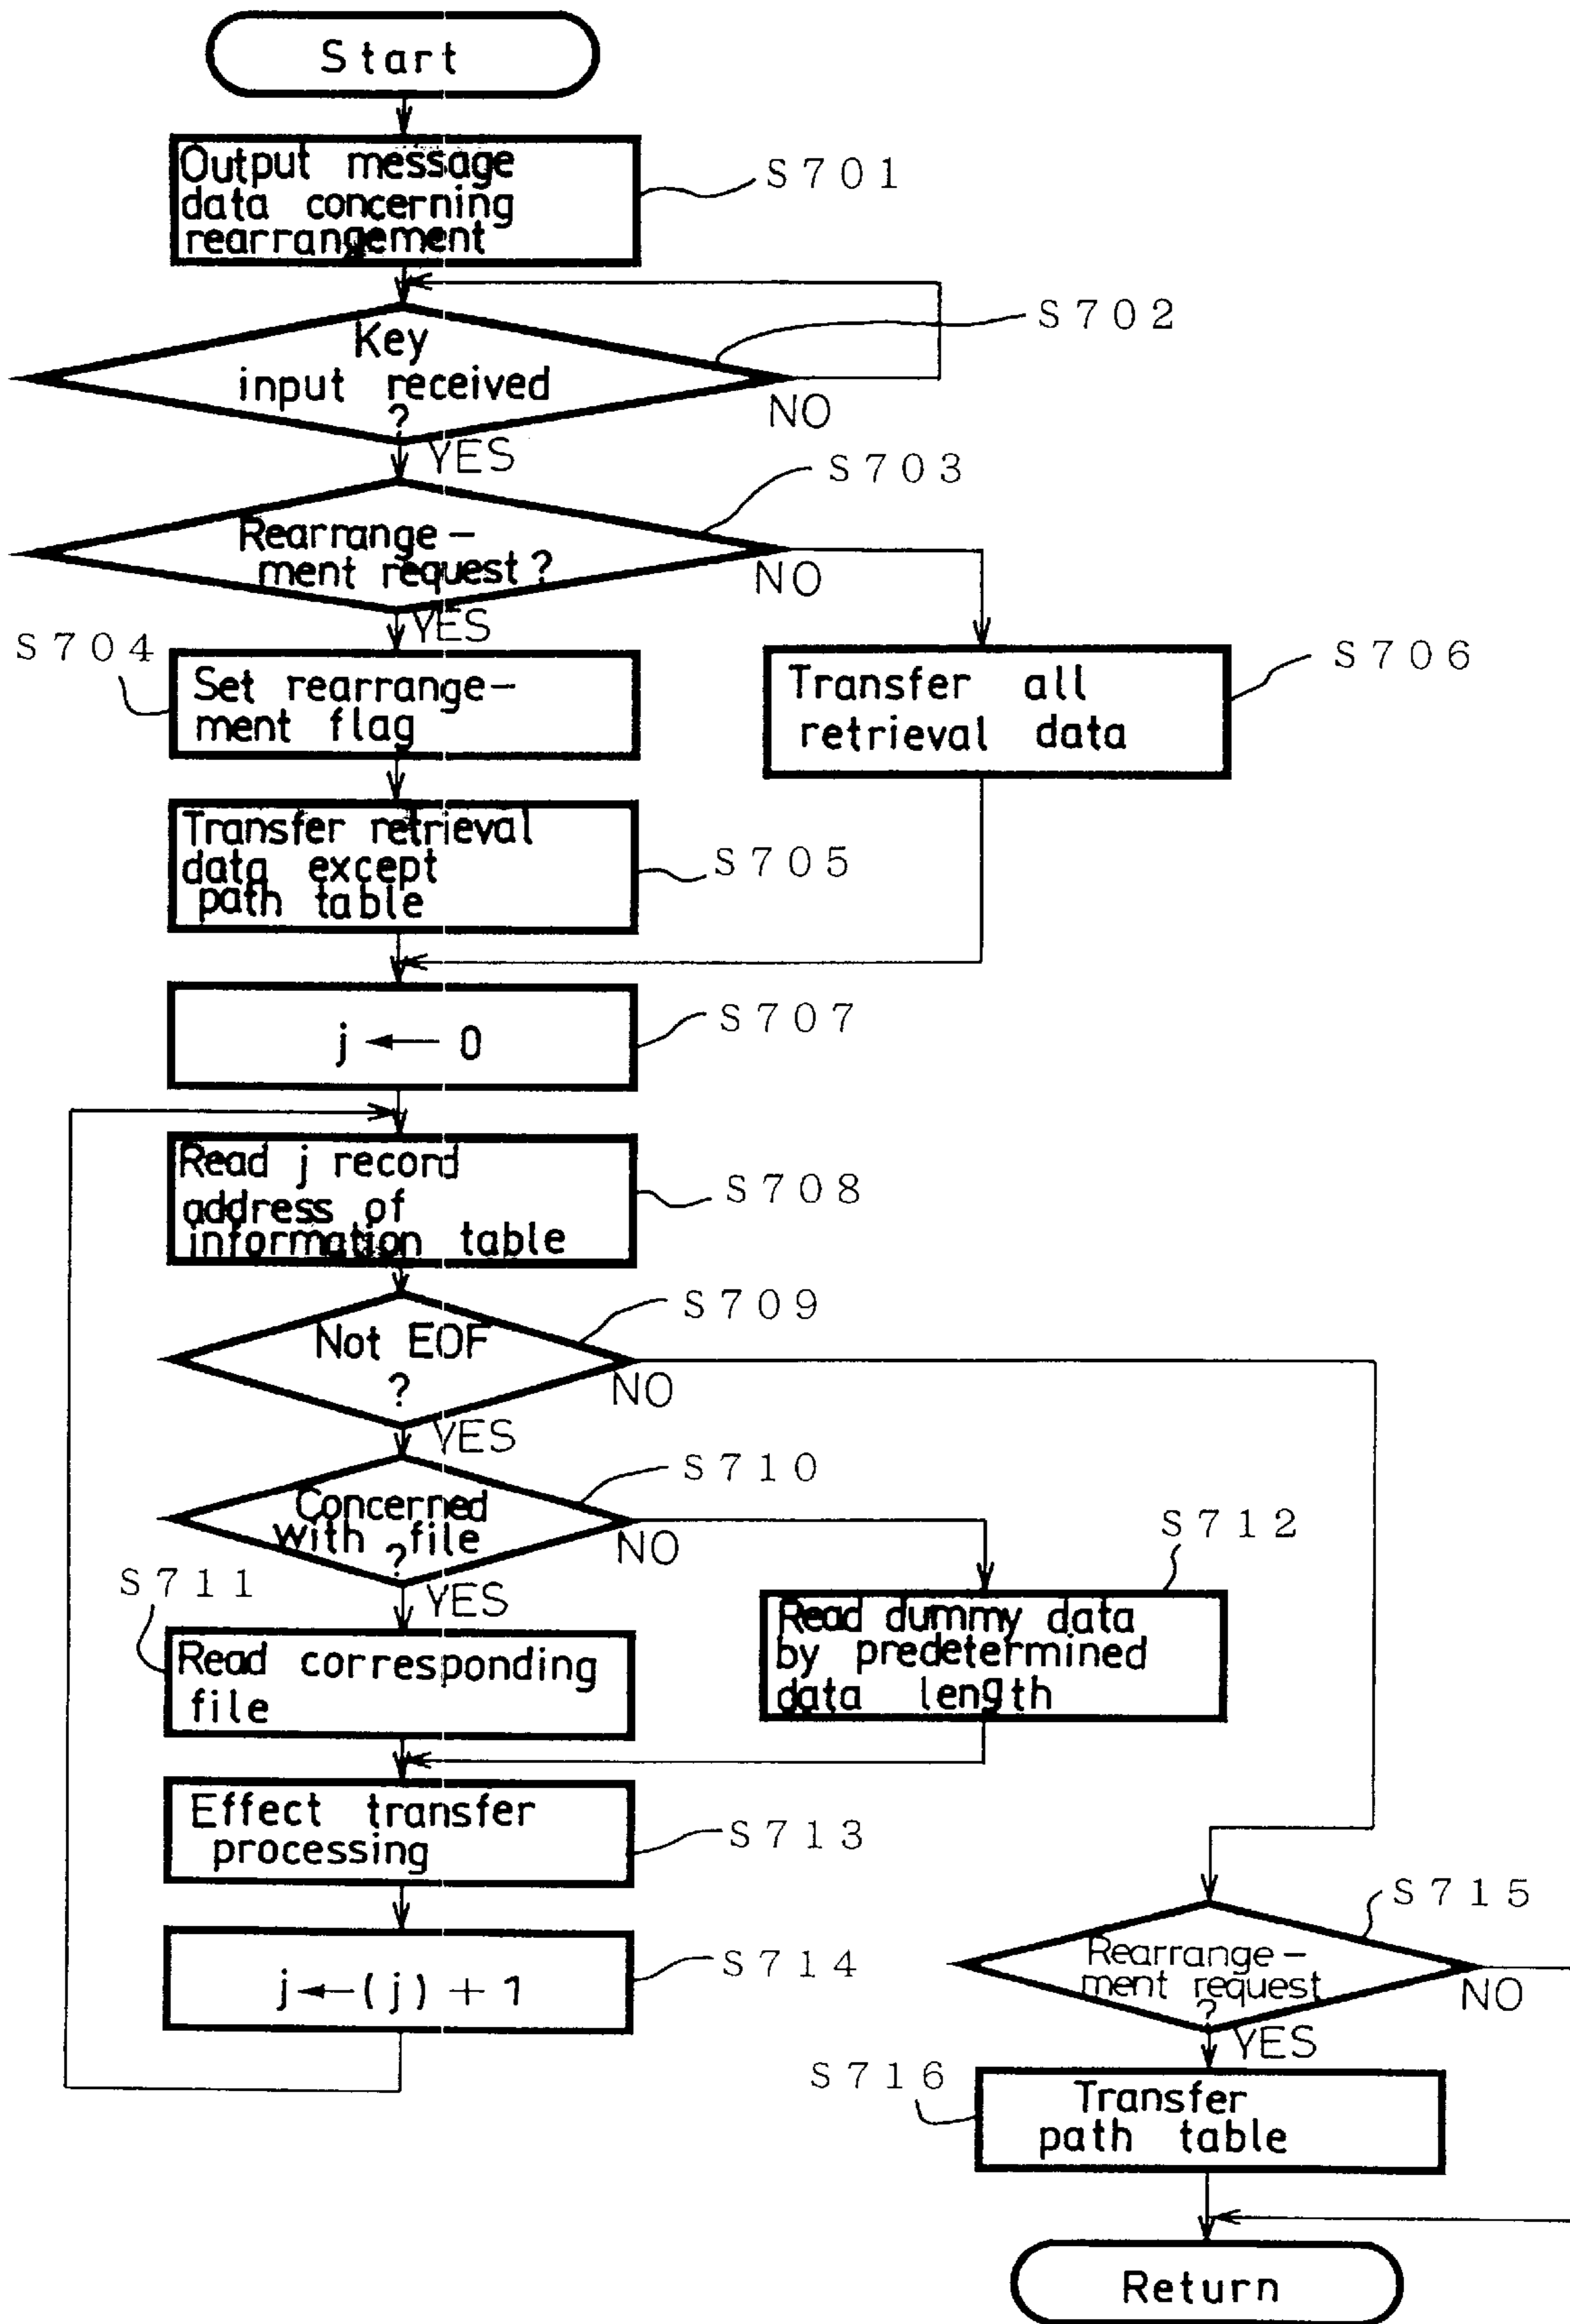 Start
Output message
data concerning
rearrangement
S701
Key
input received
?
S702
NO
YES
S703
Rearrange-
ment request?
NO
YES
S704
Set rearrange-
ment flag
S706
Transfer all
retrieval data
Transfer retrieval
data except
path table
S705
j ← 0
S707
Read j record
address of
information table
S708
S709
Not EOF
?
NO
YES
S710
Concerned
with file
?
NO
S712
S711
YES
Read corresponding
file
Read dummy data
by predetermined
data length
Effect transfer
processing
S713
j←(j) + 1
S714
S715
Rearrange-
ment request
?
NO
YES
S716
Transfer
path table
Return